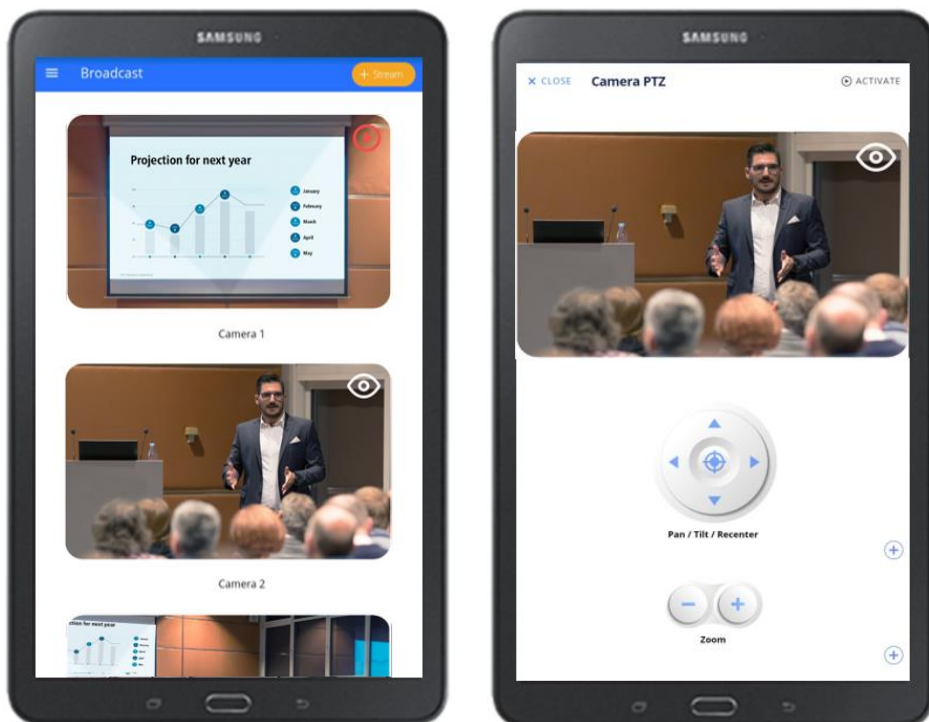 SAMSUNG
Broadcast
+ Stream
Projection for next year
January
February
March
April
May
Camera 1
Camera 2
ction for next year
SAMSUNG
× CLOSE
Camera PTZ
ACTIVATE
Pan / Tilt / Recenter
Zoom